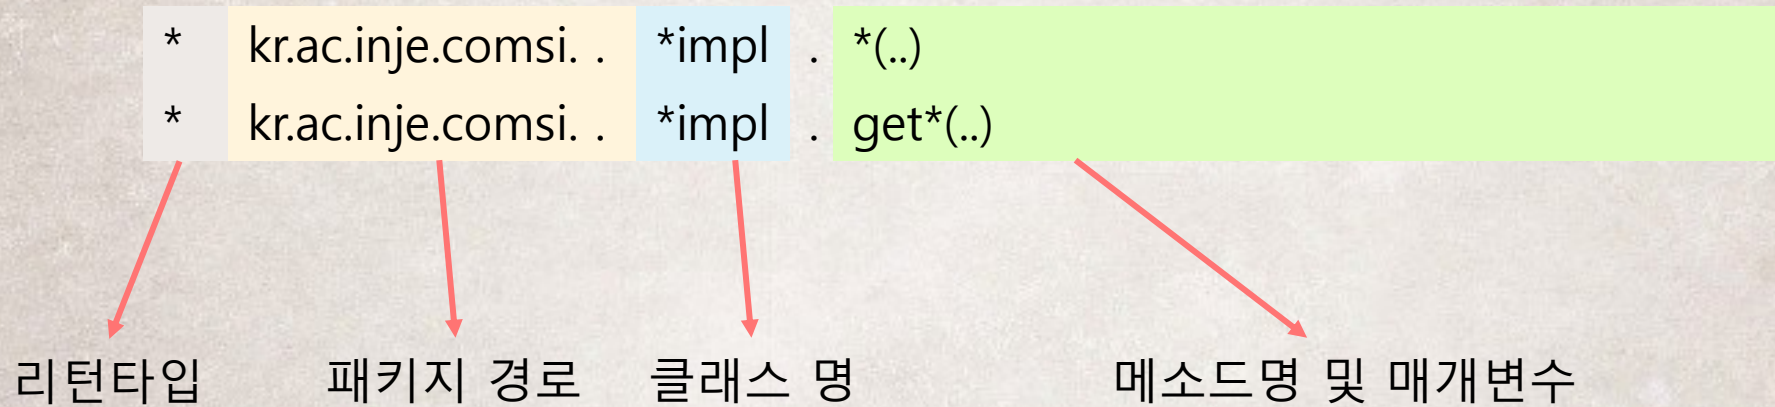 * kr.ac.inje.comsi. . *impl . *(..)
* kr.ac.inje.comsi. . *impl . get*(..)
리턴타입 패키지 경로 클래스 명 메소드명 및 매개변수